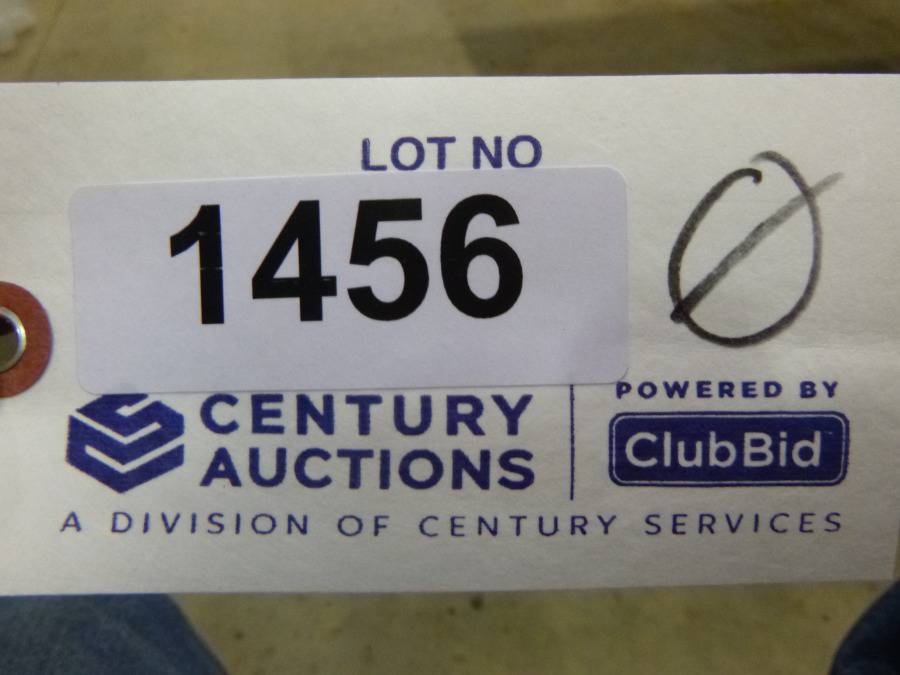 LOT NO
1456
Ø
CENTURY
AUCTIONS
POWERED BY
ClubBid
A DIVISION OF CENTURY SERVICES